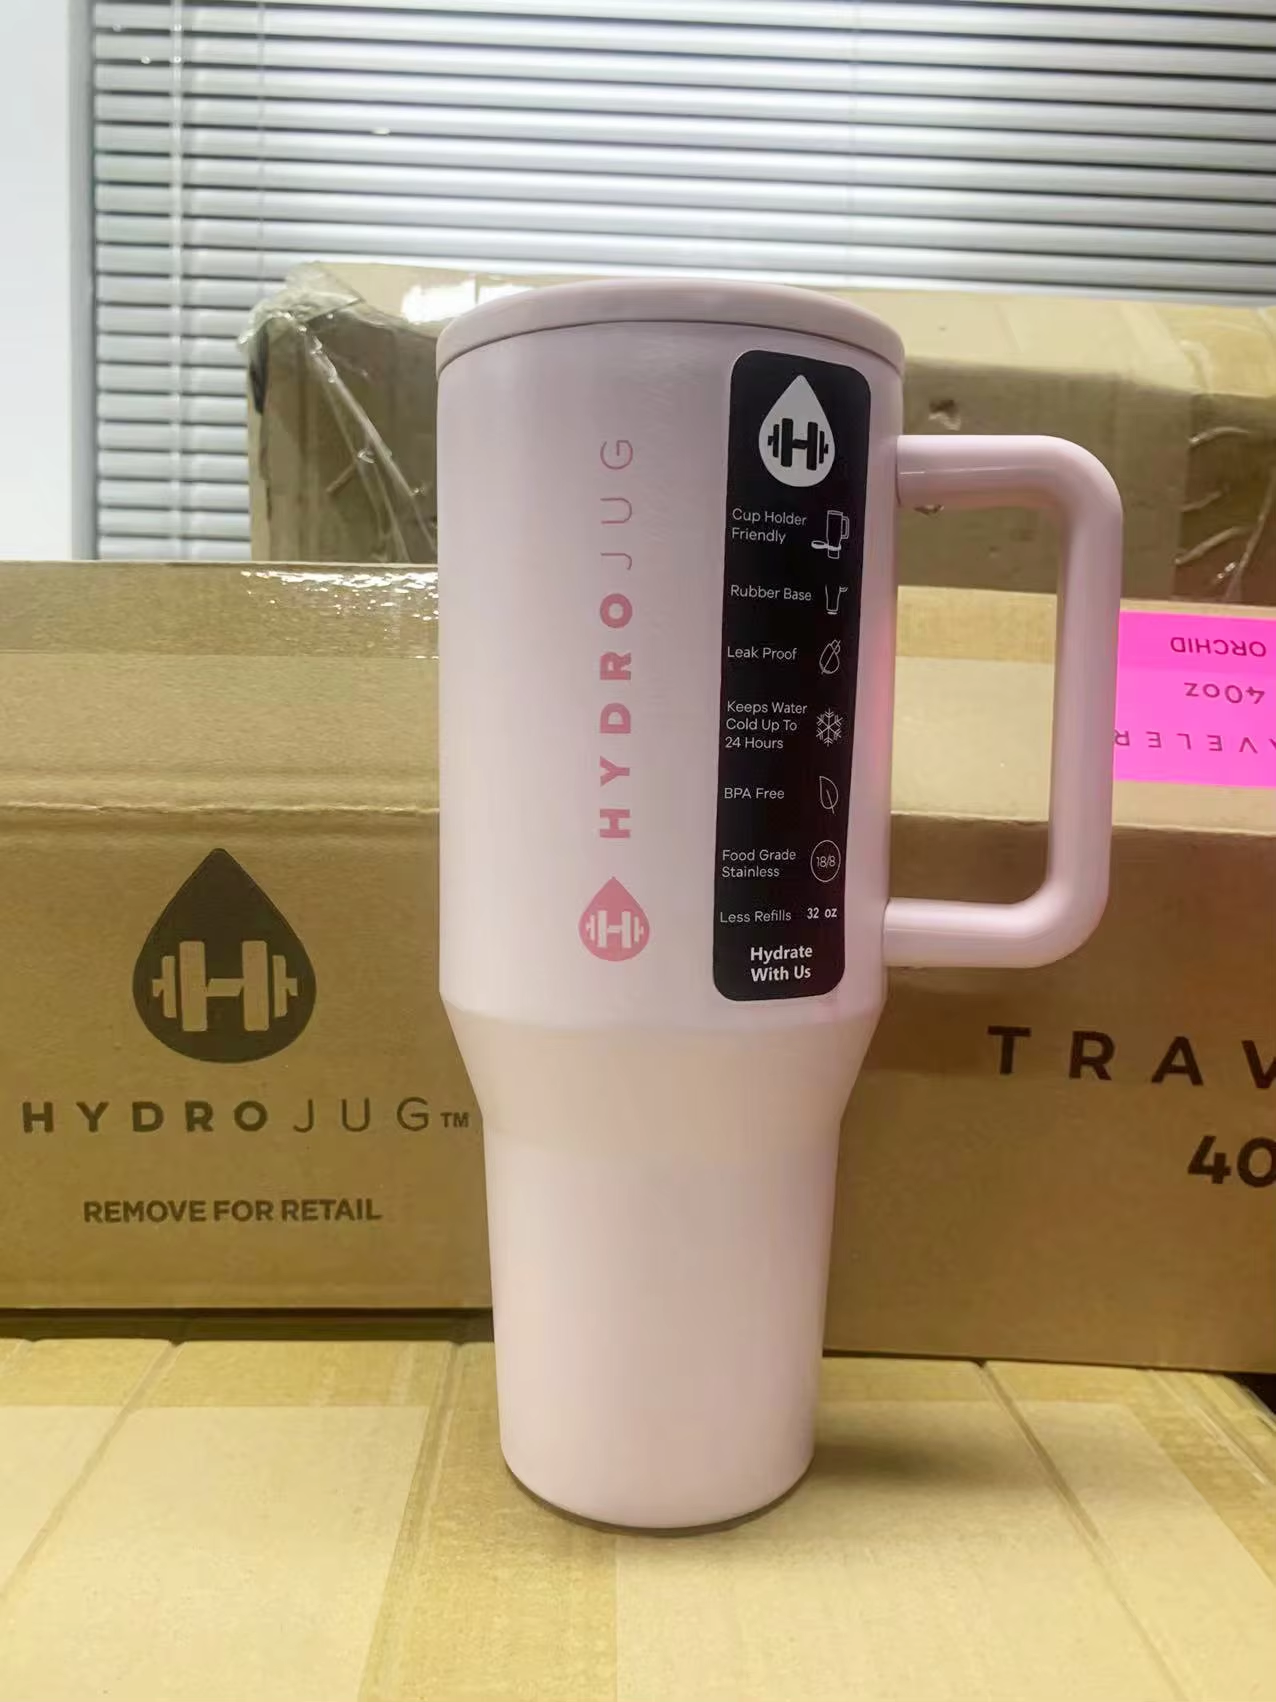 HYDROJUG
H
H
Cup Holder
Friendly
Rubber Base
Leak Proof
Keeps Water
Cold Up To
24 Hours
BPA Free
Food Grade
Stainless
18/8
Less Refills 32 oz
Hydrate
With Us
H
HYDROJUG™
REMOVE FOR RETAIL
ORCHID
40oz
VELER
TRAV
40